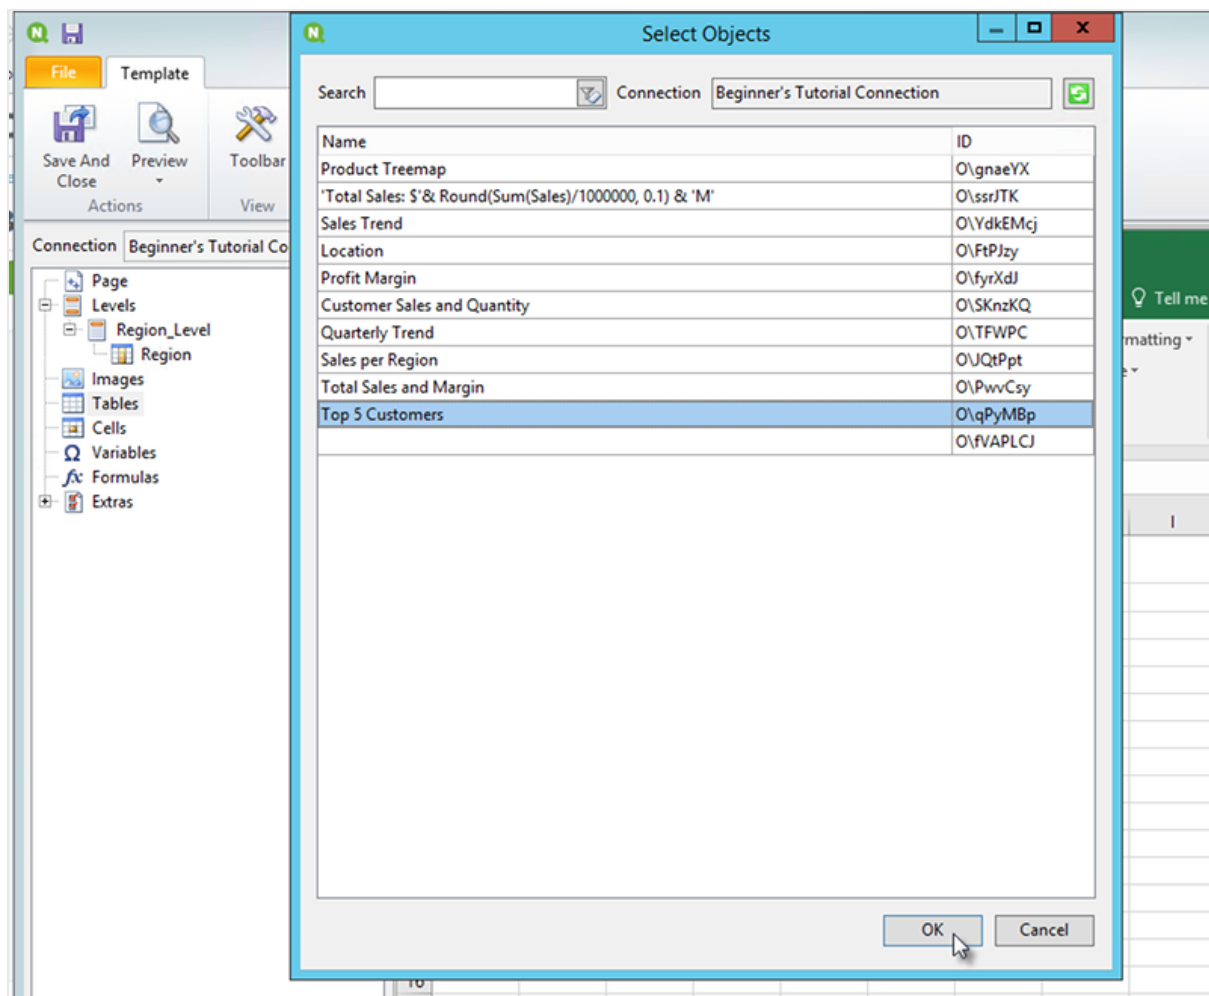 Select Objects
File
Template
Save And
Close
Preview
Toolbar
Actions
View
Connection Beginner's Tutorial Co
Page
Levels
Region_Level
Region
Images
Tables
Cells
Variables
Formulas
Extras
Search
Connection Beginner's Tutorial Connection
Name ID
Product Treemap O\gnaeYX
'Total Sales: $'& Round(Sum(Sales)/1000000, 0.1) & 'M' O\ssrJTK
Sales Trend O\YdkEMcj
Location O\FtPJzy
Profit Margin O\fyrXdJ
Customer Sales and Quantity O\SKnzKQ
Quarterly Trend O\TFWPC
Sales per Region O\JQtPpt
Total Sales and Margin O\PwvCsy
Top 5 Customers O\qPyMBp
O\fVAPLCJ
OK
Cancel
Tell me
matting
I